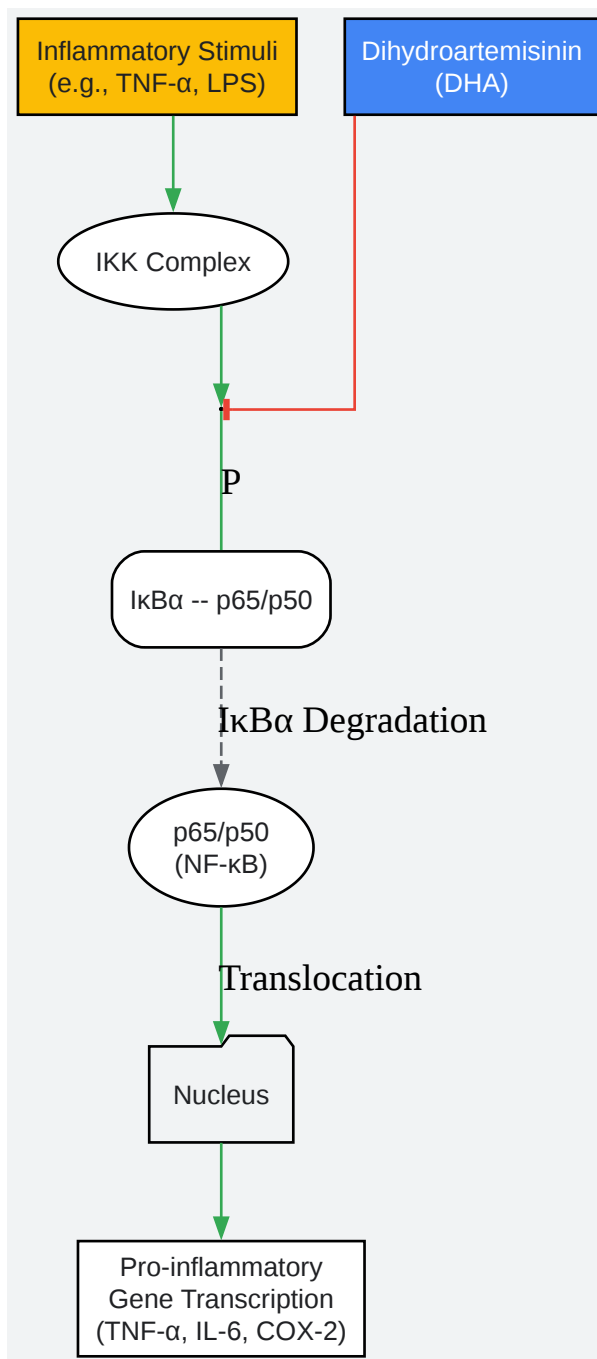 Inflammatory Stimuli
(e.g., TNF-α, LPS)
Dihydroartemisinin
(DHA)
IKK Complex
P
IκBα -- p65/p50
IκBα Degradation
p65/p50
(NF-κB)
Translocation
Nucleus
Pro-inflammatory
Gene Transcription
(TNF-α, IL-6, COX-2)